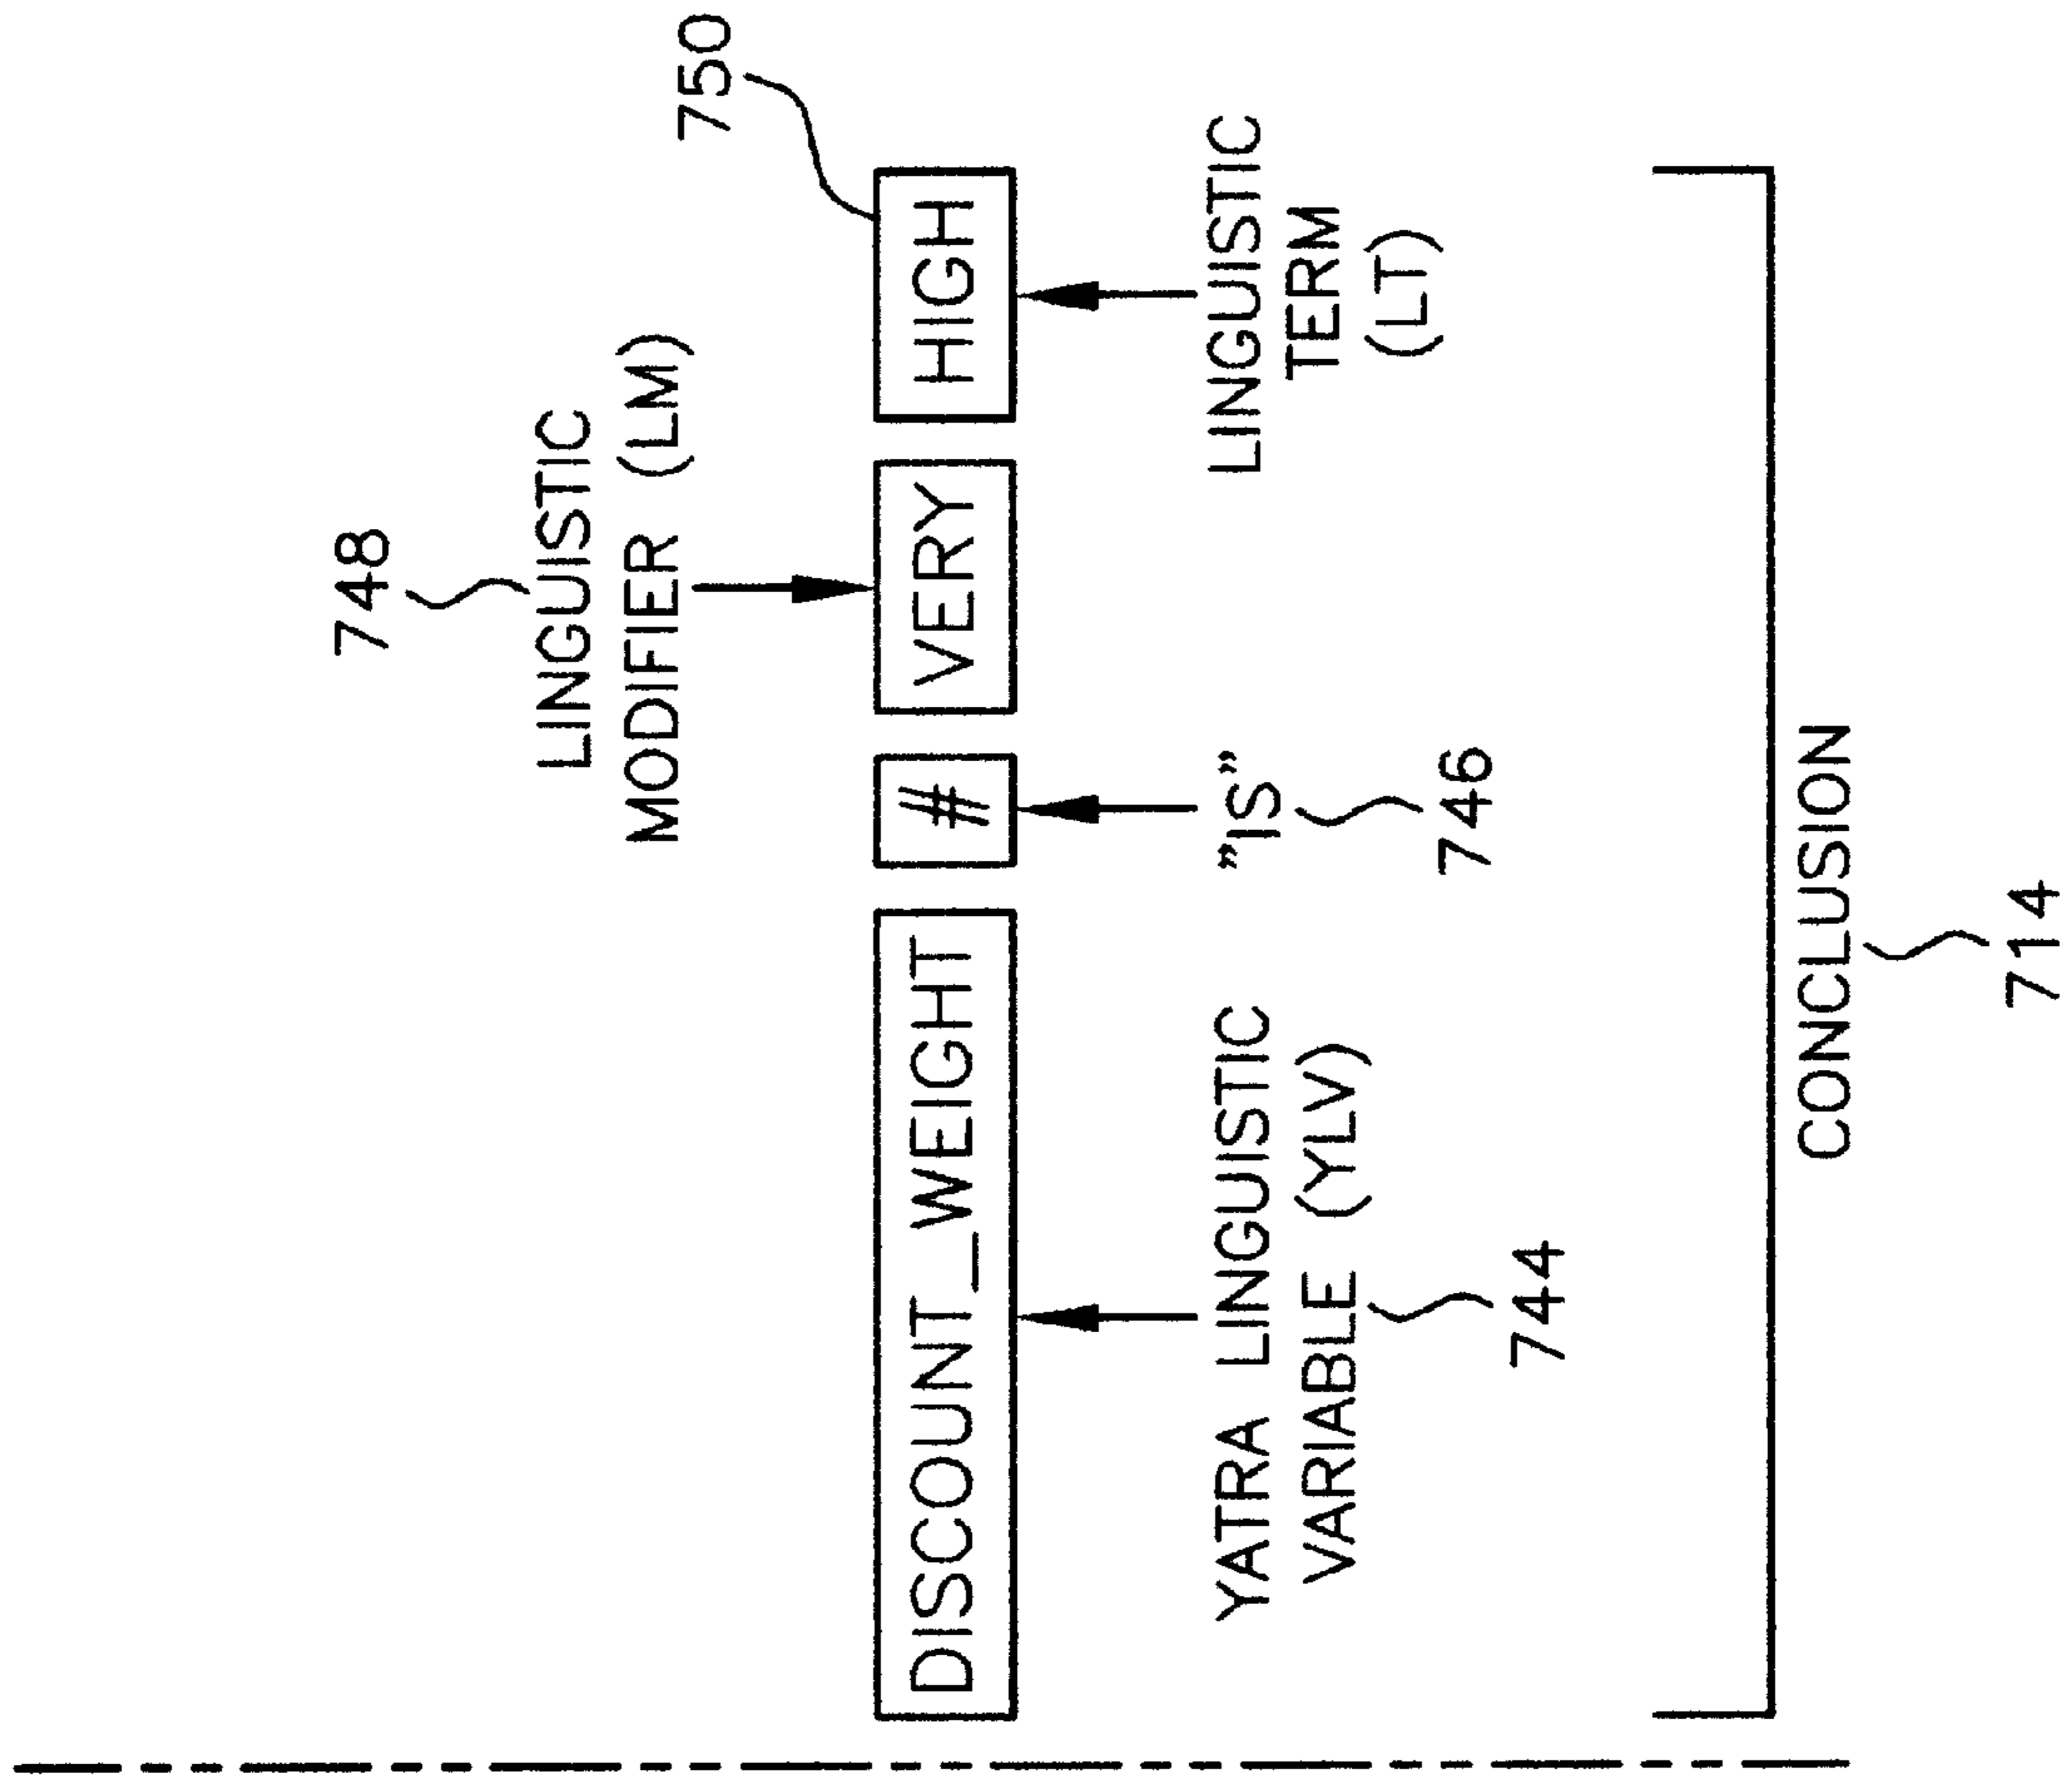 748
LINGUISTIC
MODIFIER (LM)
750
DISCOUNT_WEIGHT # VERY HIGH
YATRA LINGUISTIC
VARIABLE (YLV)
744
"IS"
746
LINGUISTIC
TERM
(LT)
CONCLUSION
714